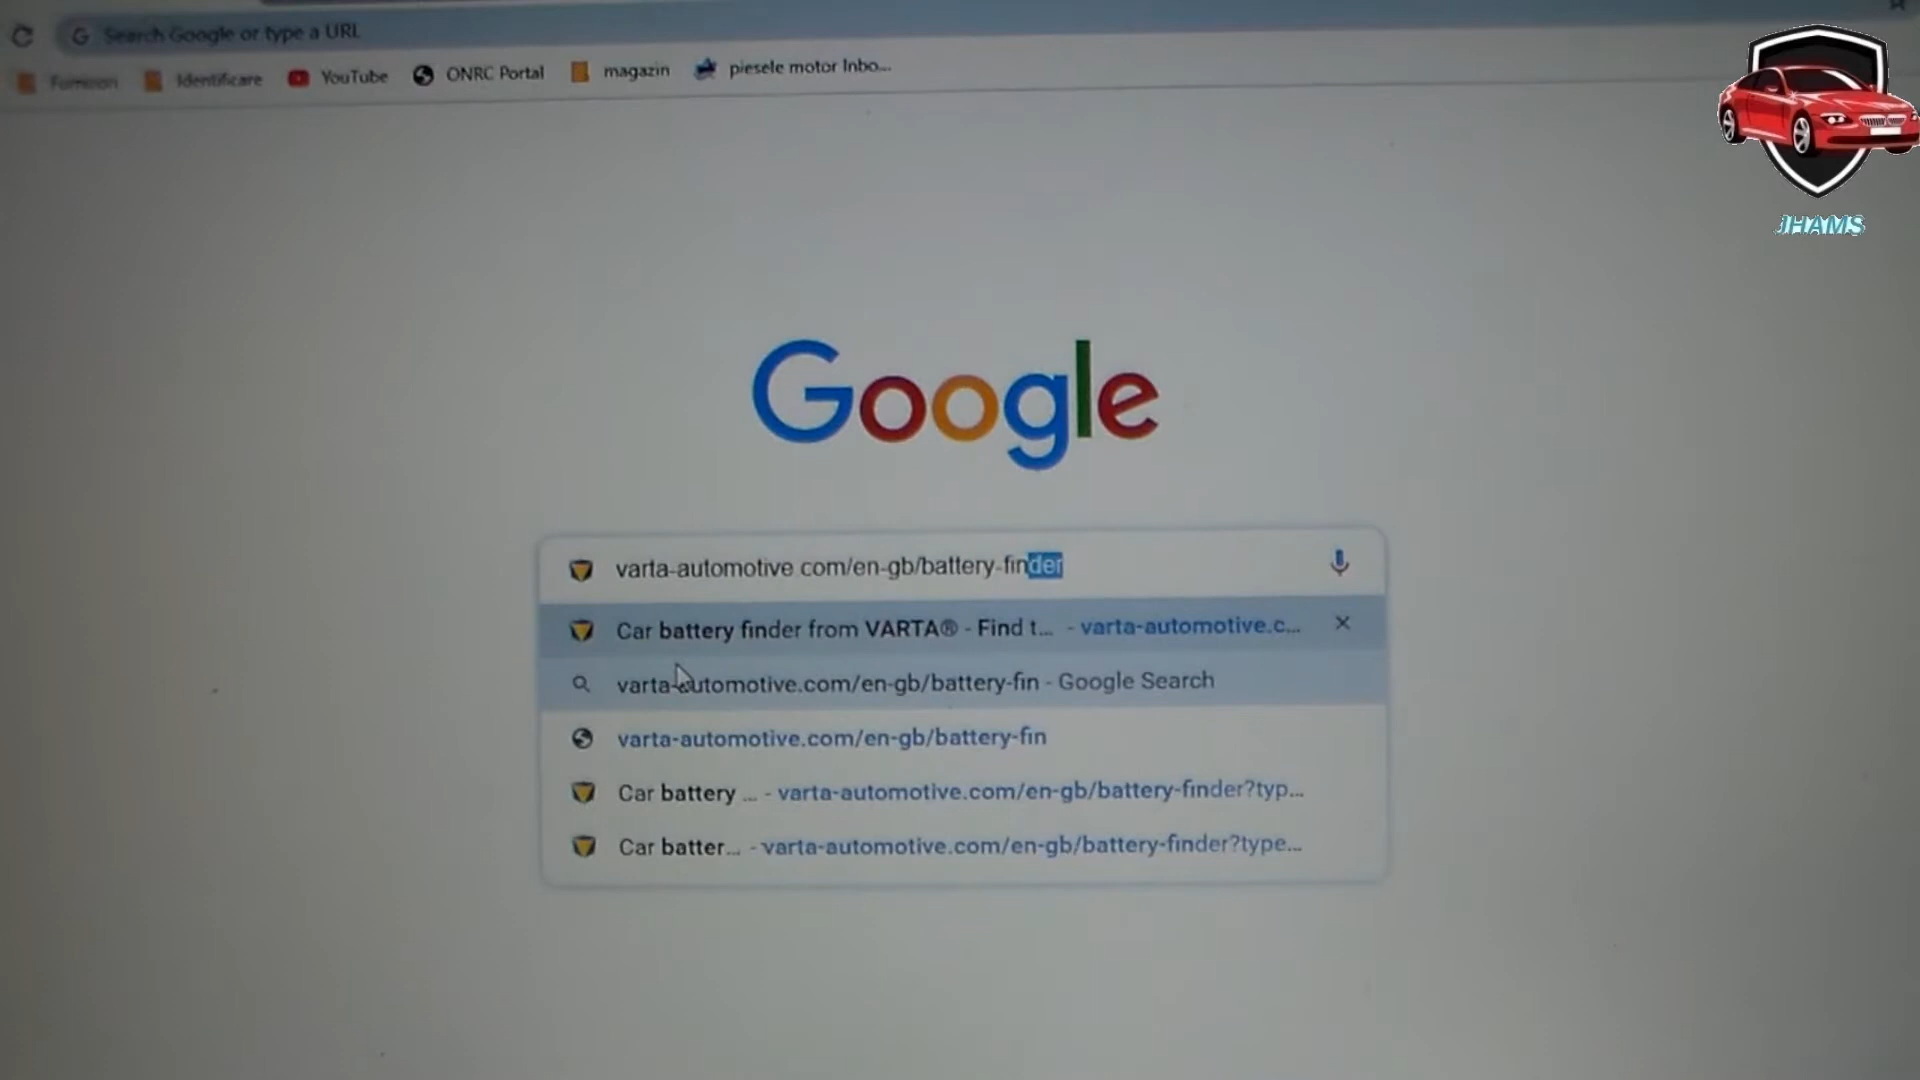 Search Google or type a URL
Identificare YouTube ONRC Portal magazin piesele motor Inbo...
JHAMS
Google
varta-automotive com/en-gb/battery-finder
Car battery finder from VARTA® - Find t... - varta-automotive.c...
varta-automotive.com/en-gb/battery-fin - Google Search
varta-automotive.com/en-gb/battery-fin
Car battery ... - varta-automotive.com/en-gb/battery-finder?typ...
Car batter... - varta-automotive.com/en-gb/battery-finder?type...